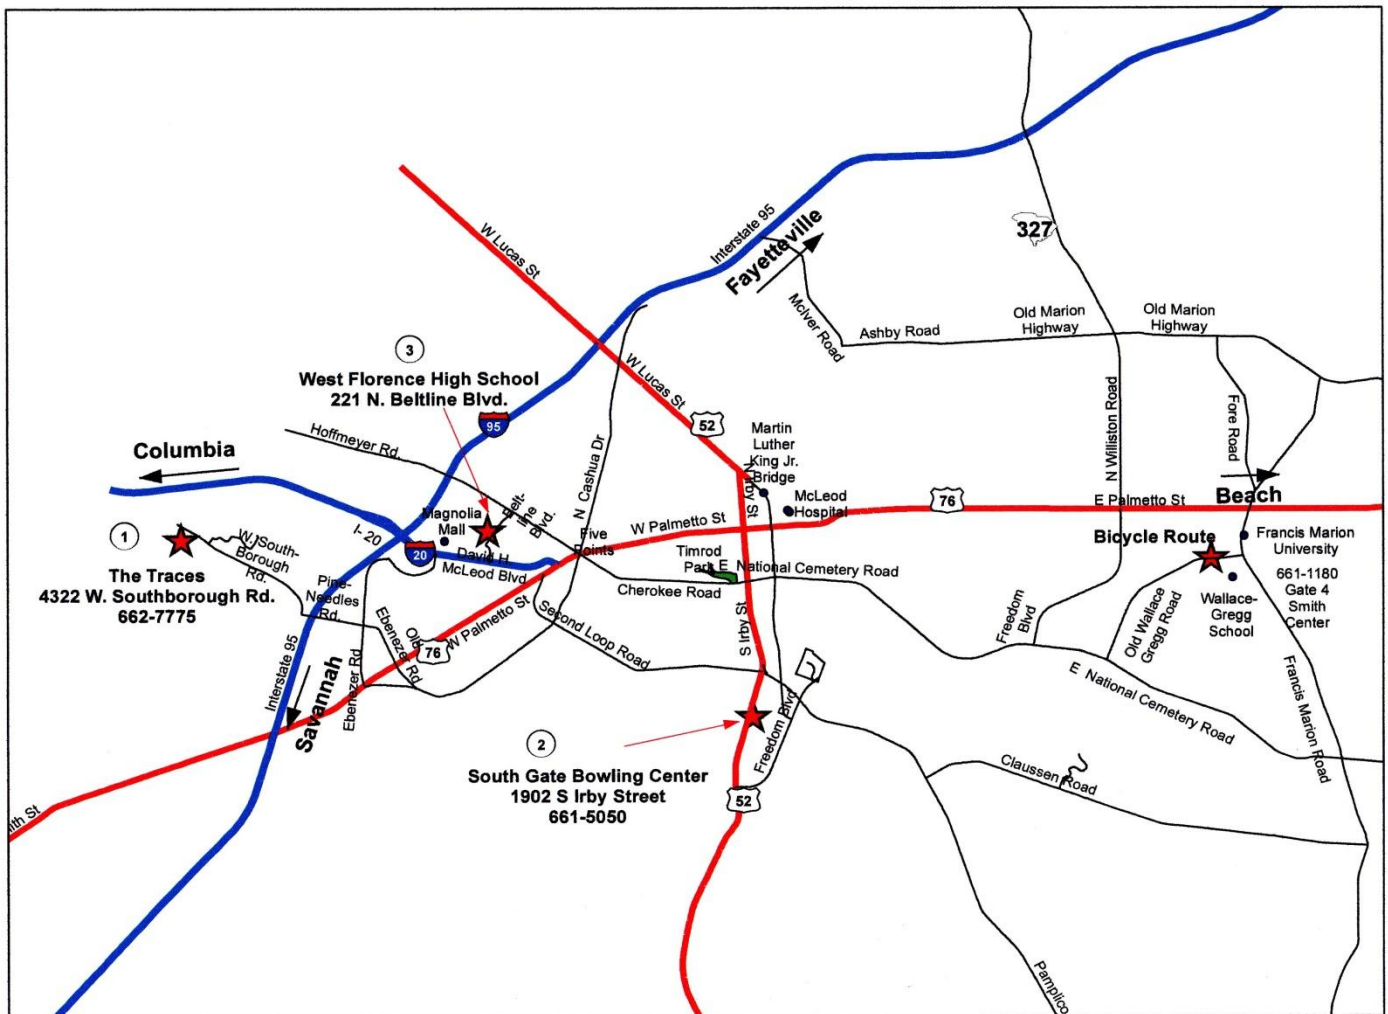 W Lucas St
Interstate 95
Fayetteville
327
McIver Road
Ashby Road
Old Marion
Highway
Old Marion
Highway
3
West Florence High School
221 N. Beltline Blvd.
95
W Lucas St
52
Martin
Luther
King Jr.
Bridge
N Irby St
McLeod
Hospital
N Williston Road
Fore Road
Beach
Columbia
Hoffmeyer Rd.
N Cashua Dr
76
E Palmetto St
I- 20
Magnolia
Mall
Belt-
line
Blvd.
W Palmetto St
Five
Points
20
David H.
McLeod Blvd
Timrod
Park
E National Cemetery Road
Cherokee Road
Bicycle Route
Francis Marion
University
661-1180
Gate 4
Smith
Center
Wallace-
Gregg
School
1
W. South-
Borough
Rd.
The Traces
4322 W. Southborough Rd.
662-7775
Pine-
Needles
Rd.
Ebenezer Rd
Old
Ebenezer Rd
76
W Palmetto St
Second Loop Road
S Irby St
Freedom
Blvd
Old Wallace
Gregg Road
E National Cemetery Road
Francis Marion Road
Interstate 95
Savannah
Freedom Blvd
2
South Gate Bowling Center
1902 S Irby Street
661-5050
52
Claussen Road
ith St
Pamplico